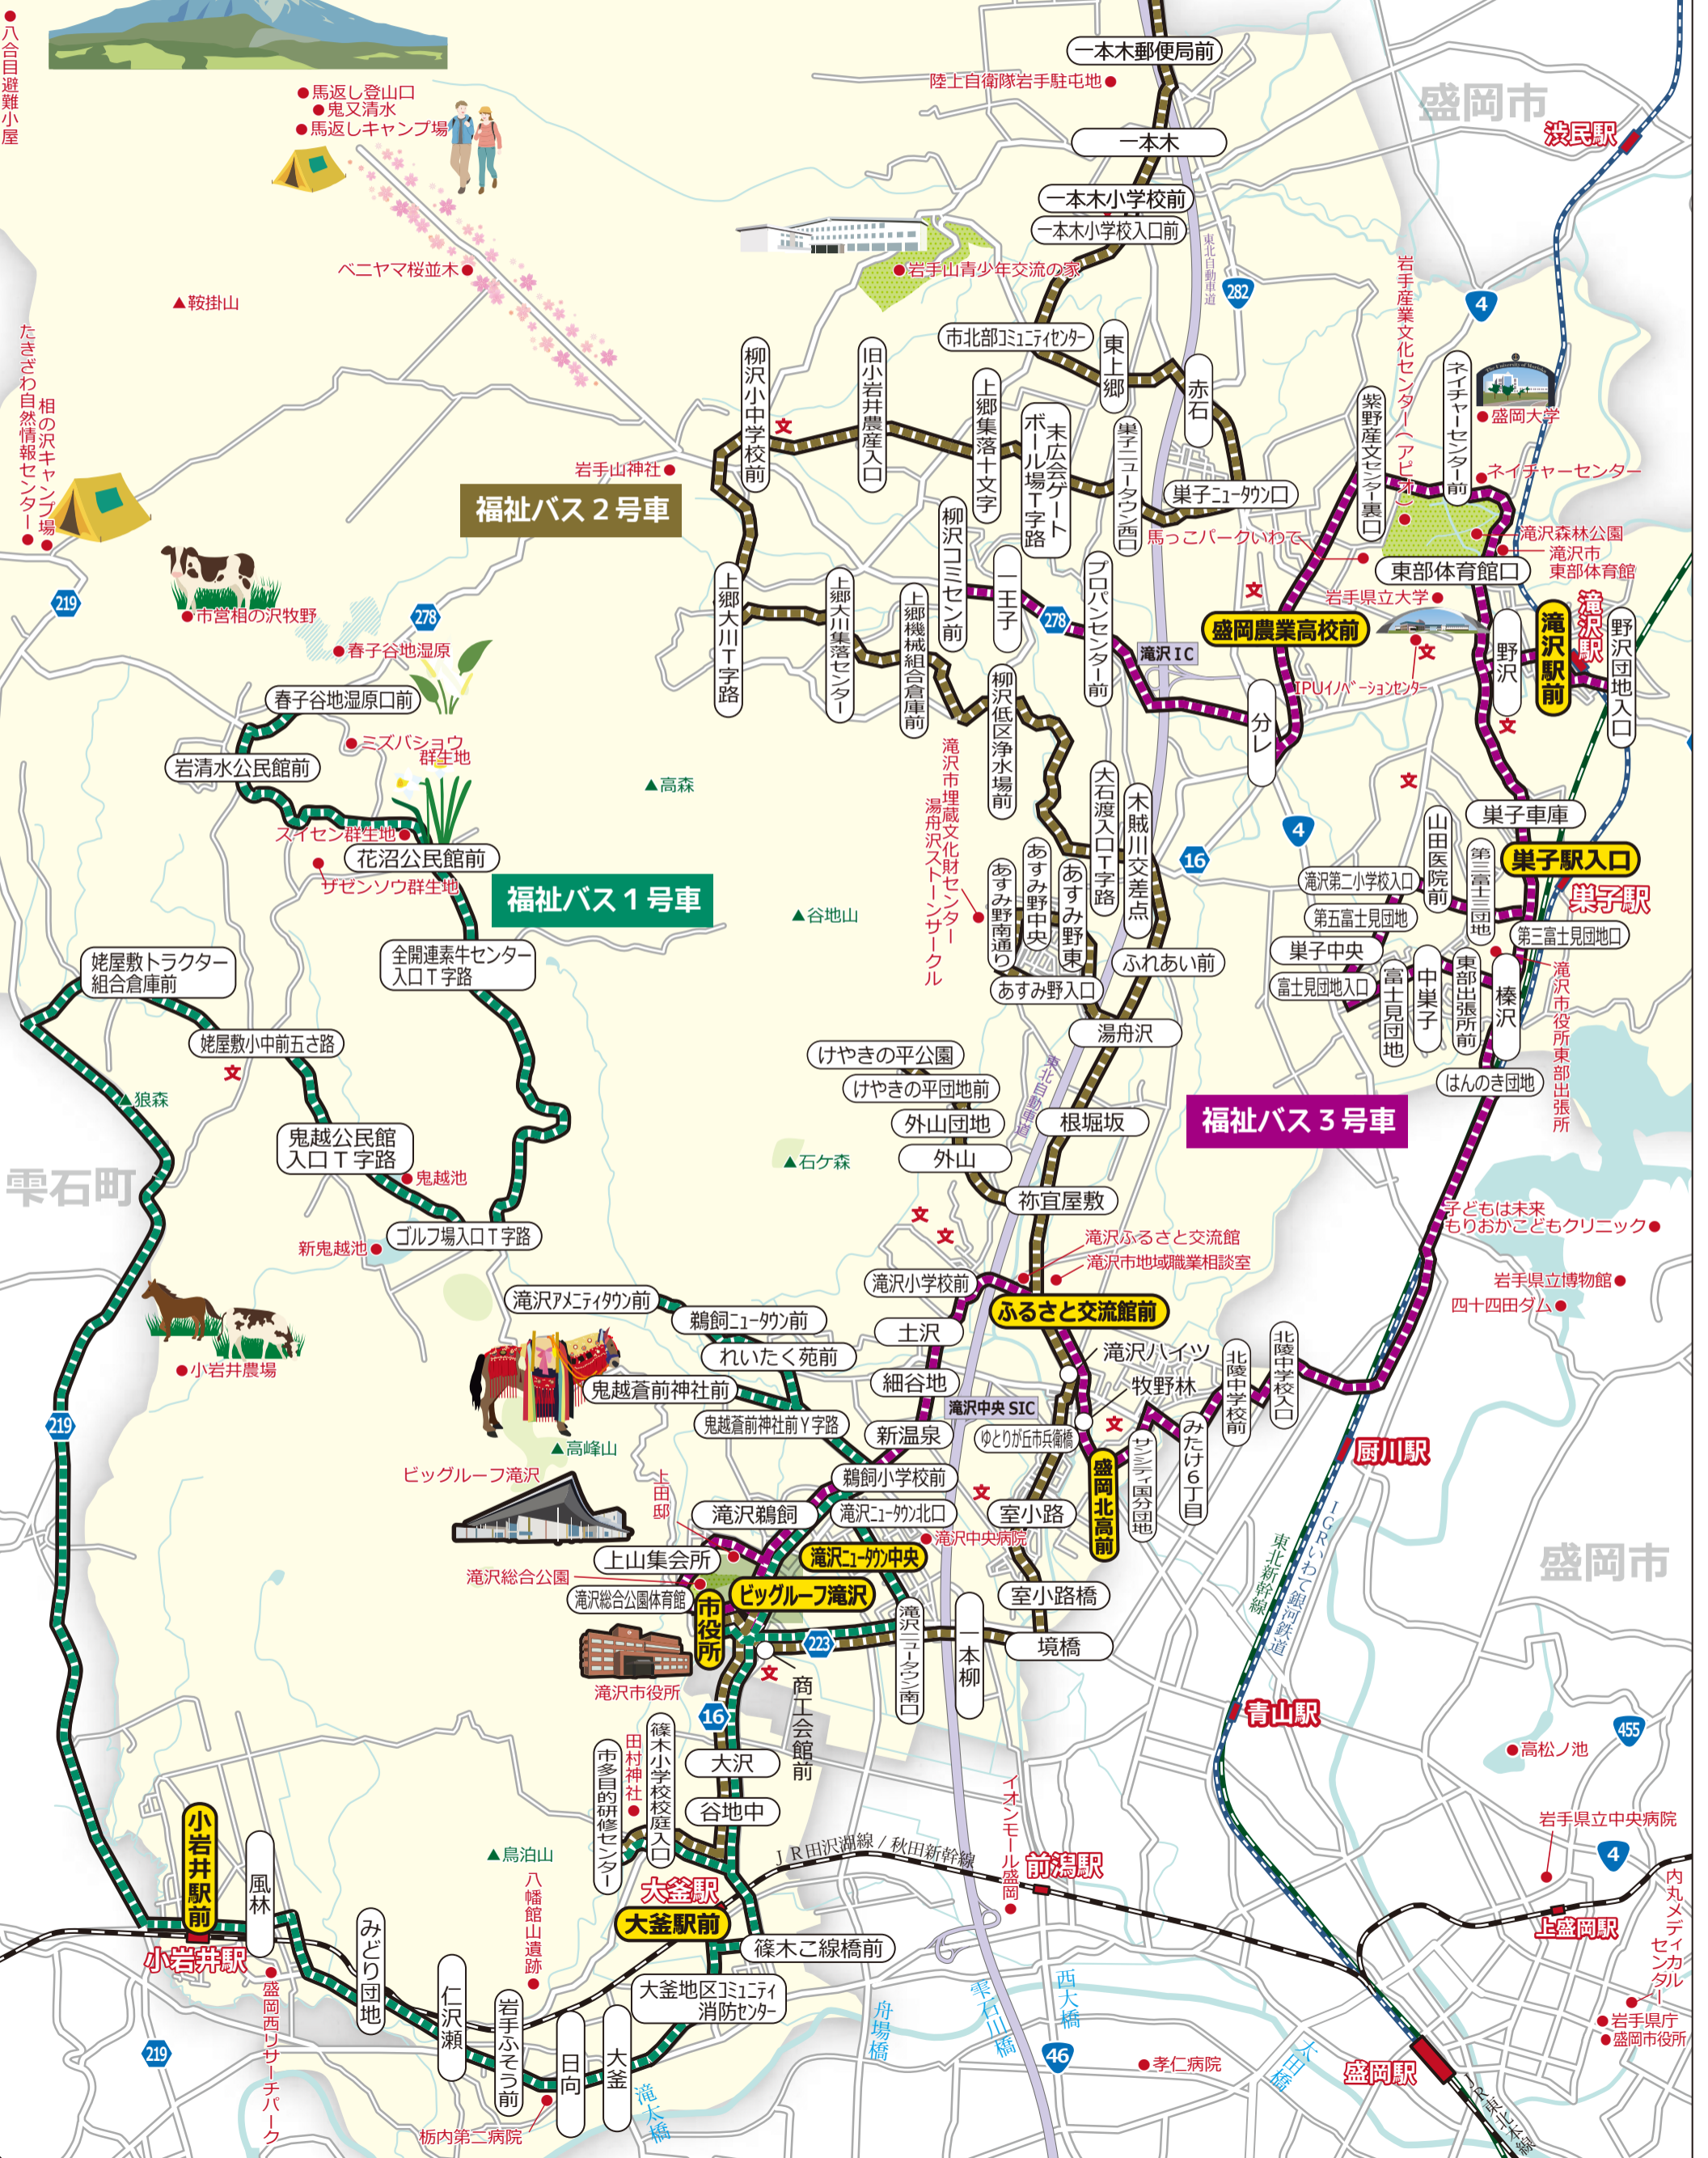 八合目避難小屋
馬返し登山口
鬼又清水
馬返しキャンプ場
ベニヤマ桜並木
鞍掛山
たきざわ自然情報センター
相の沢キャンプ場
一本木郵便局前
陸上自衛隊岩手駐屯地
盛岡市
渋民駅
一本木
一本木小学校前
一本木小学校入口前
東北自動車道
282
4
岩手山青少年交流の家
岩手産業文化センター(アピオ)
市北部コミュニティセンター
東上郷
赤石
柳沢小中学校前
文
旧小岩井農産入口
上郷集落十文字
末広会ゲート
ボール場T字路
巣子ニュータウン西口
巣子ニュータウン口
紫野産文センター裏口
ネイチャーセンター前
盛岡大学
ネイチャーセンター
岩手山神社
福祉バス2号車
馬っこパークいわて
滝沢森林公園
滝沢市
東部体育館
東部体育館口
岩手県立大学
219
市営相の沢牧野
278
春子谷地湿原
上郷大川T字路
上郷大川集落センター
上郷機械組合倉庫前
柳沢コミセン前
一王子
278
プロパンセンター前
滝沢IC
文
盛岡農業高校前
文
IPUイノベーションセンター
野沢
滝沢駅前
滝沢駅
野沢団地入口
文
分レ
春子谷地湿原口前
ミズバショウ
群生地
岩清水公民館前
スイセン群生地
花沼公民館前
ザゼンソウ群生地
福祉バス1号車
高森
谷地山
柳沢低区浄水場前
滝沢市埋蔵文化財センター
湯舟沢ストーンサークル
大石渡入口T字路
木賊川交差点
16
4
文
あすみ野南通り
あすみ野中央
あすみ野東
あすみ野入口
ふれあい前
湯舟沢
巣子車庫
山田医院前
第三富士三団地
巣子駅入口
巣子駅
滝沢第二小学校入口
第五富士見団地
巣子中央
富士見団地入口
第三富士見団地口
富士見団地
中巣子
東部出張所前
榛沢
滝沢市役所東部出張所
はんのき団地
全開連素牛センター
入口T字路
姥屋敷トラクター
組合倉庫前
姥屋敷小中前五さ路
文
狼森
鬼越公民館
入口T字路
鬼越池
雫石町
ゴルフ場入口T字路
新鬼越池
けやきの平公園
けやきの平団地前
外山団地
外山
東北自動車道
根堀坂
福祉バス3号車
石ケ森
祢宜屋敷
文
文
滝沢ふるさと交流館
滝沢市地域職業相談室
子どもは未来
もりおかこどもクリニック
岩手県立博物館
四十四田ダム
小岩井農場
滝沢アメニティタウン前
鵜飼ニュータウン前
れいたく苑前
鬼越蒼前神社前
鬼越蒼前神社前Y字路
滝沢小学校前
ふるさと交流館前
土沢
細谷地
滝沢中央SIC
新温泉
ゆとりが丘市兵衛橋
滝沢ハイツ
牧野林
文
盛岡北高前
サンシティ国分団地
みたけ6丁目
北陵中学校前
北陵中学校入口
厨川駅
219
高峰山
ビッグルーフ滝沢
上田邸
鵜飼小学校前
滝沢鵜飼
滝沢ニュータウン北口
文
室小路
滝沢中央病院
上山集会所
滝沢ニュータウン中央
滝沢総合公園
滝沢総合公園体育館
ビッグルーフ滝沢
市役所
223
滝沢ニュータウン南口
一本柳
室小路橋
境橋
文
商工会館前
滝沢市役所
東北新幹線
IGRいわて銀河鉄道
盛岡市
青山駅
455
高松ノ池
16
篠木小学校校庭入口
田村神社
市多目的研修センター
大沢
谷地中
鳥泊山
八幡館山遺跡
JR田沢湖線/秋田新幹線
イオンモール盛岡
前潟駅
岩手県立中央病院
4
内丸メディカルセンター
上盛岡駅
小岩井駅前
小岩井駅
風林
大釜駅
大釜駅前
篠木こ線橋前
みどり団地
仁沢瀬
岩手ふそう前
日向
大釜
大釜地区コミュニティ
消防センター
盛岡西リサーチパーク
219
栃内第二病院
滝太橋
舟場橋
雫石川橋
西大橋
46
孝仁病院
太田橋
盛岡駅
岩手県庁
盛岡市役所
JR東北本線